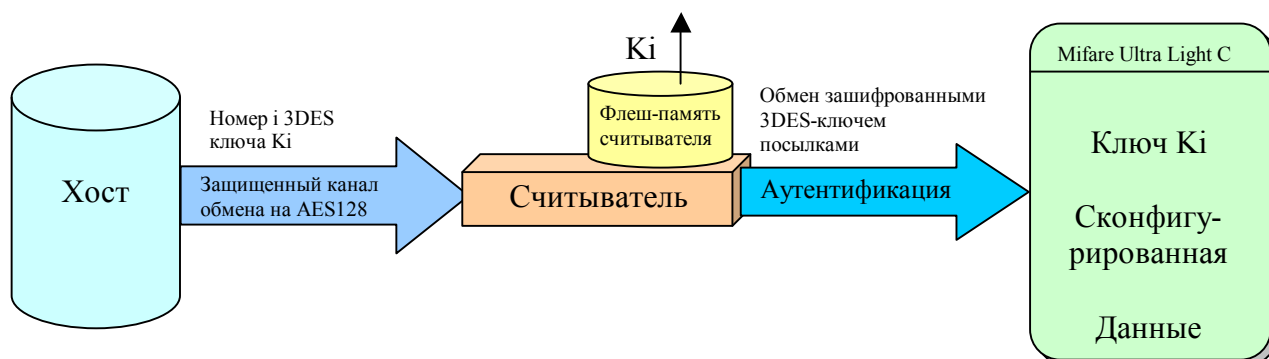 Хост
Номер i 3DES
ключа Ki
Защищенный канал
обмена на AES128
Ki
Флеш-память
считывателя
Считыватель
Обмен зашифрованными
3DES-ключем
посылками
Аутентификация
Mifare Ultra Light C
Ключ Ki
Сконфигу-
рированная
Данные